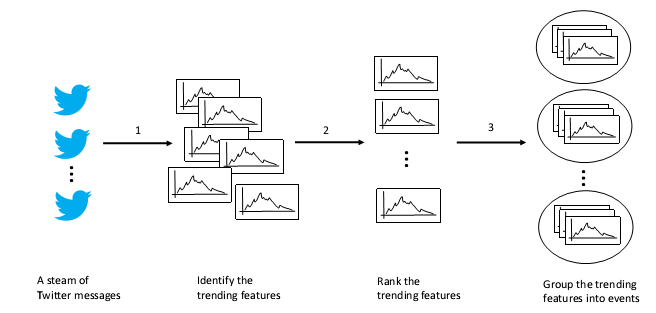 1
2
3
A steam of
Twitter messages
Identify the
trending features
Rank the
trending features
Group the trending
features into events